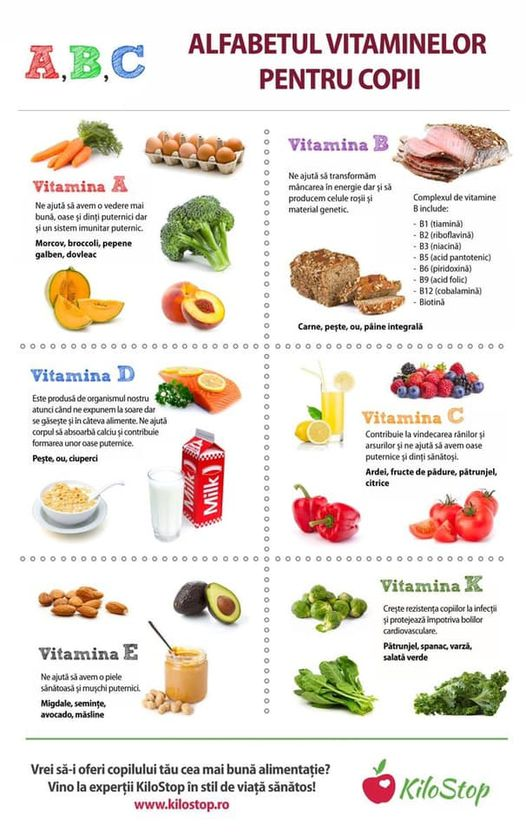 A, B, C
ALFABETUL VITAMINELOR
PENTRU COPII
Vitamina A
Ne ajută să avem o vedere mai
bună, oase și dinți puternici dar
și un sistem imunitar puternic.
Morcov, broccoli, pepene
galben, dovleac
Vitamina B
Ne ajută să transformăm
mâncarea în energie dar și să
producem celule roșii și
material genetic.
Complexul de vitamine
B include:
- B1 (tiamină)
- B2 (riboflavină)
- B3 (niacină)
- B5 (acid pantotenic)
- B6 (piridoxină)
- B9 (acid folic)
- B12 (cobalamină)
- Biotină
Carne, pește, ou, pâine integrală
Vitamina D
Este produsă de organismul nostru
atunci când ne expunem la soare dar
se găsește și în câteva alimente. Ne ajută
corpul să absoarbă calciu și contribuie
formarea unor oase puternice.
Pește, ou, ciuperci
Milk
Milk
Vitamina C
Contribuie la vindecarea rănilor și
arsurilor și ne ajută să avem oase
puternice și dinți sănătoși.
Ardei, fructe de pădure, pătrunjel,
citrice
Vitamina E
Ne ajută să avem o piele
sănătoasă și mușchi puternici.
Migdale, semințe,
avocado, măsline
Vitamina K
Crește rezistența copiilor la infecții
și protejează împotriva bolilor
cardiovasculare.
Pătrunjel, spanac, varză,
salată verde
Vrei să-i oferi copilului tău cea mai bună alimentație?
Vino la experții KiloStop în stil de viață sănătos!
www.kilostop.ro
KiloStop